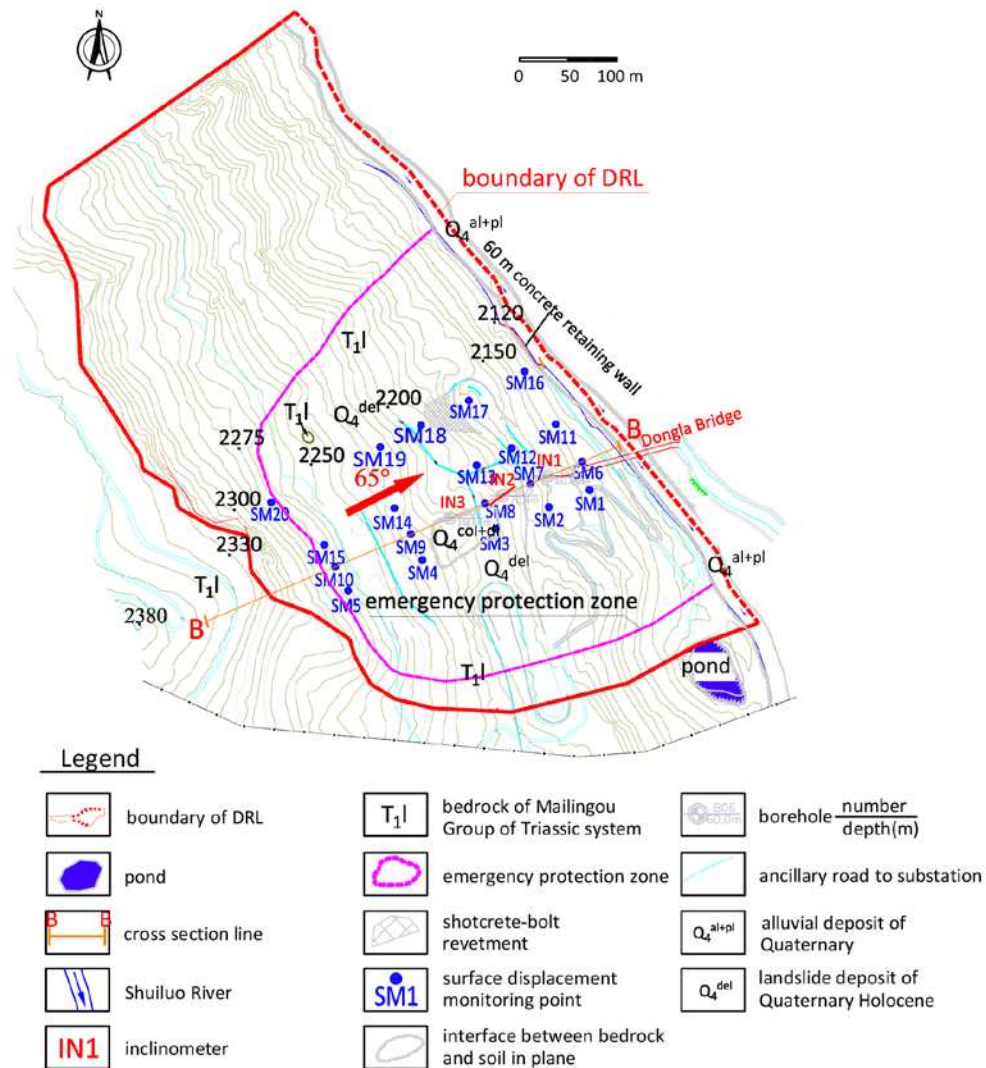 N
0 50 100 m
boundary of DRL
Q₄ᵃˡ⁺ᵖˡ
60 m concrete retaining wall
2120
2150
T₁l
SM16
2200
Q₄ᵈᵉˡ
SM17
T₁l
SM18
SM11
B
Dongla Bridge
2275
2250
SM19
SM12
IN1
SM13
SM7
SM6
65°
IN2
2300
SM20
IN3
SM8
SM2
SM1
SM14
2330
SM9
Q₄
SM3
SM15
SM4
Q₄ᵈᵉˡ
Q₄ᵃˡ⁺ᵖˡ
T₁l
SM10
SM5
emergency protection zone
2380
B
T₁l
pond
Legend
boundary of DRL
T₁l
bedrock of Mailingou
Group of Triassic system
borehole number
depth(m)
pond
emergency protection zone
ancillary road to substation
B B
cross section line
shotcrete-bolt
revetment
Q₄ᵃˡ⁺ᵖˡ
alluvial deposit of
Quaternary
Shuiluo River
SM1
surface displacement
monitoring point
Q₄ᵈᵉˡ
landslide deposit of
Quaternary Holocene
IN1
inclinometer
interface between bedrock
and soil in plane